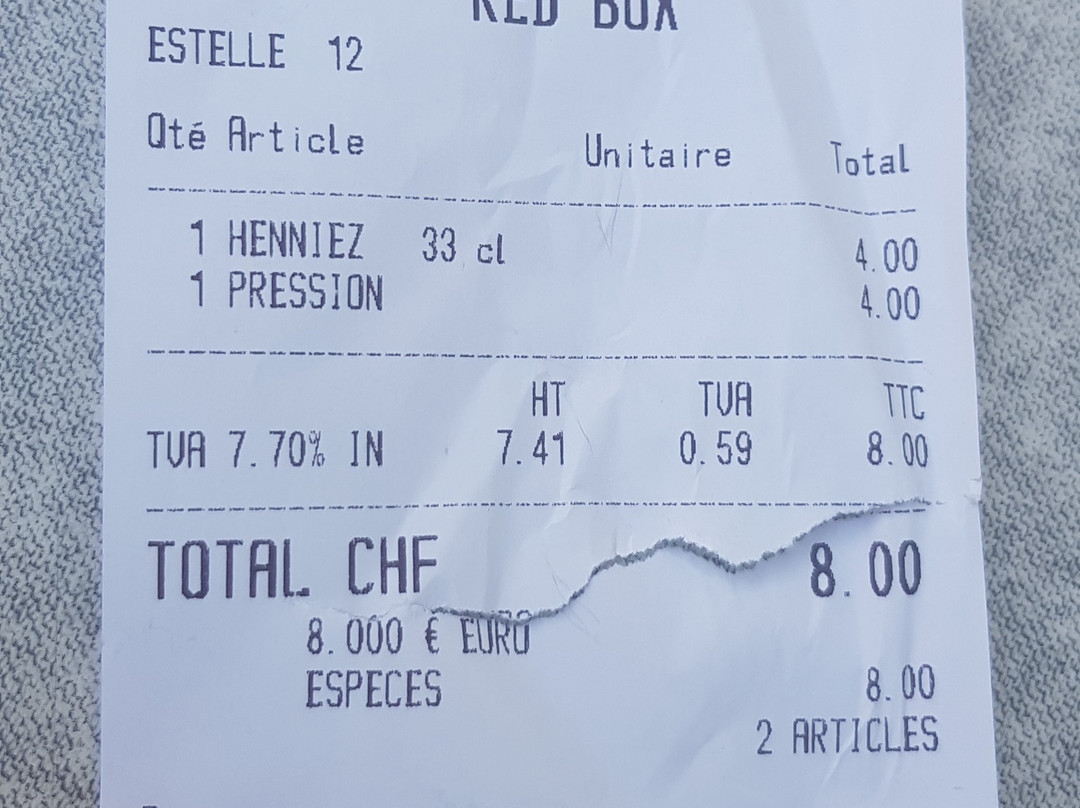 RED BOX
ESTELLE 12
Qté Article Unitaire Total
1 HENNIEZ 33 cl 4.00
1 PRESSION 4.00
HT TVA TTC
TVA 7.70% IN 7.41 0.59 8.00
TOTAL CHF 8.00
8.000 € EURO
ESPECES 8.00
2 ARTICLES